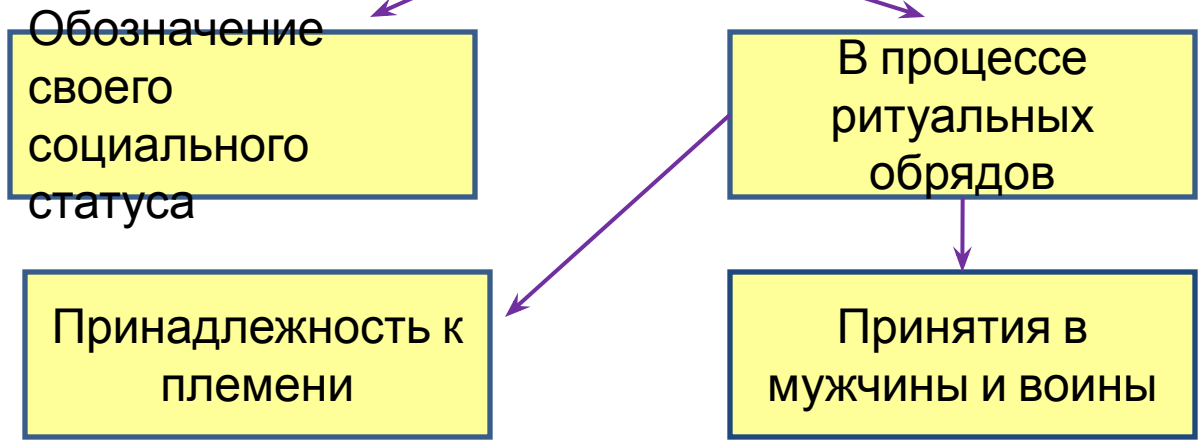 Обозначение
своего
социального
статуса
В процессе
ритуальных
обрядов
Принадлежность к
племени
Принятия в
мужчины и воины